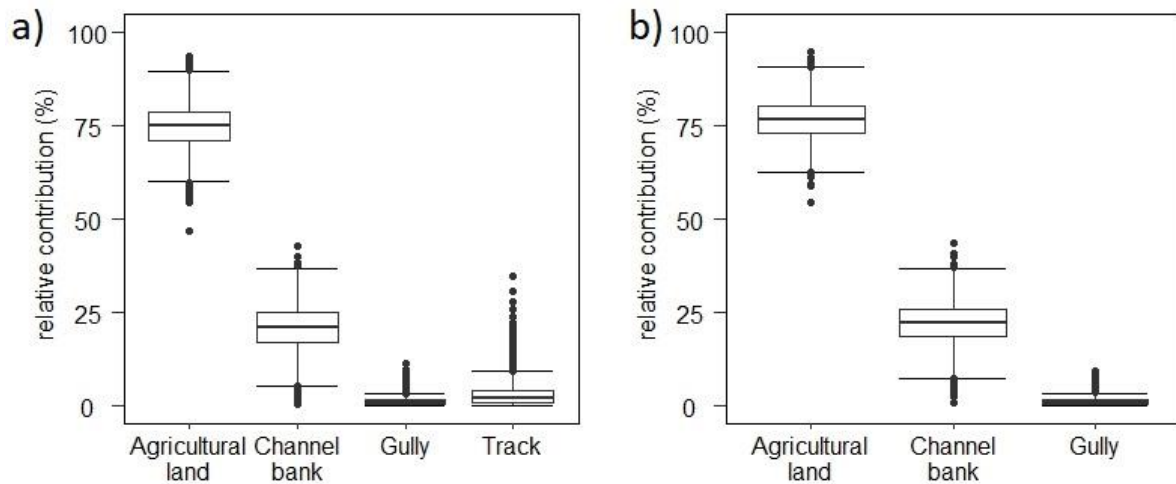 a)
relative contribution (%)
100
75
50
25
0
Agricultural land
Channel bank
Gully
Track
b)
relative contribution (%)
100
75
50
25
0
Agricultural land
Channel bank
Gully